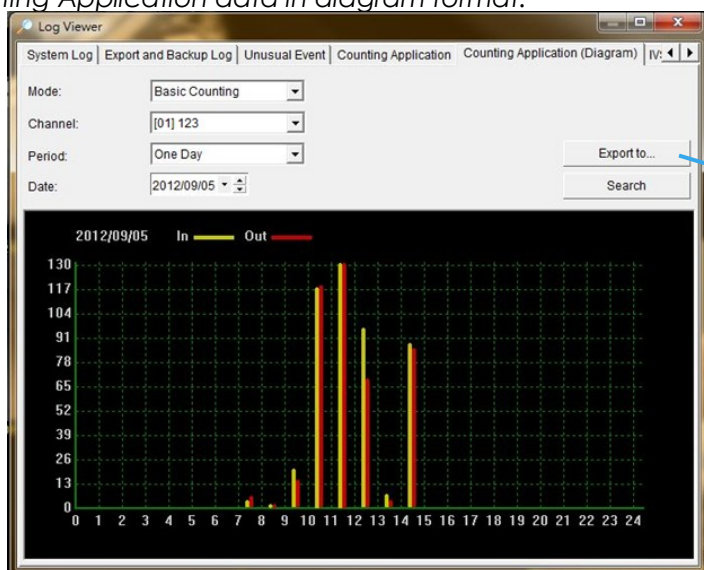 ing Application data in diagram format.
Log Viewer
System Log Export and Backup Log Unusual Event Counting Application Counting Application (Diagram)
Mode: Basic Counting
Channel: [01] 123
Period: One Day
Export to...
Date: 2012/09/05
Search
2012/09/05 In Out
130
117
104
91
78
65
52
39
26
13
0
0 1 2 3 4 5 6 7 8 9 10 11 12 13 14 15 16 17 18 19 20 21 22 23 24